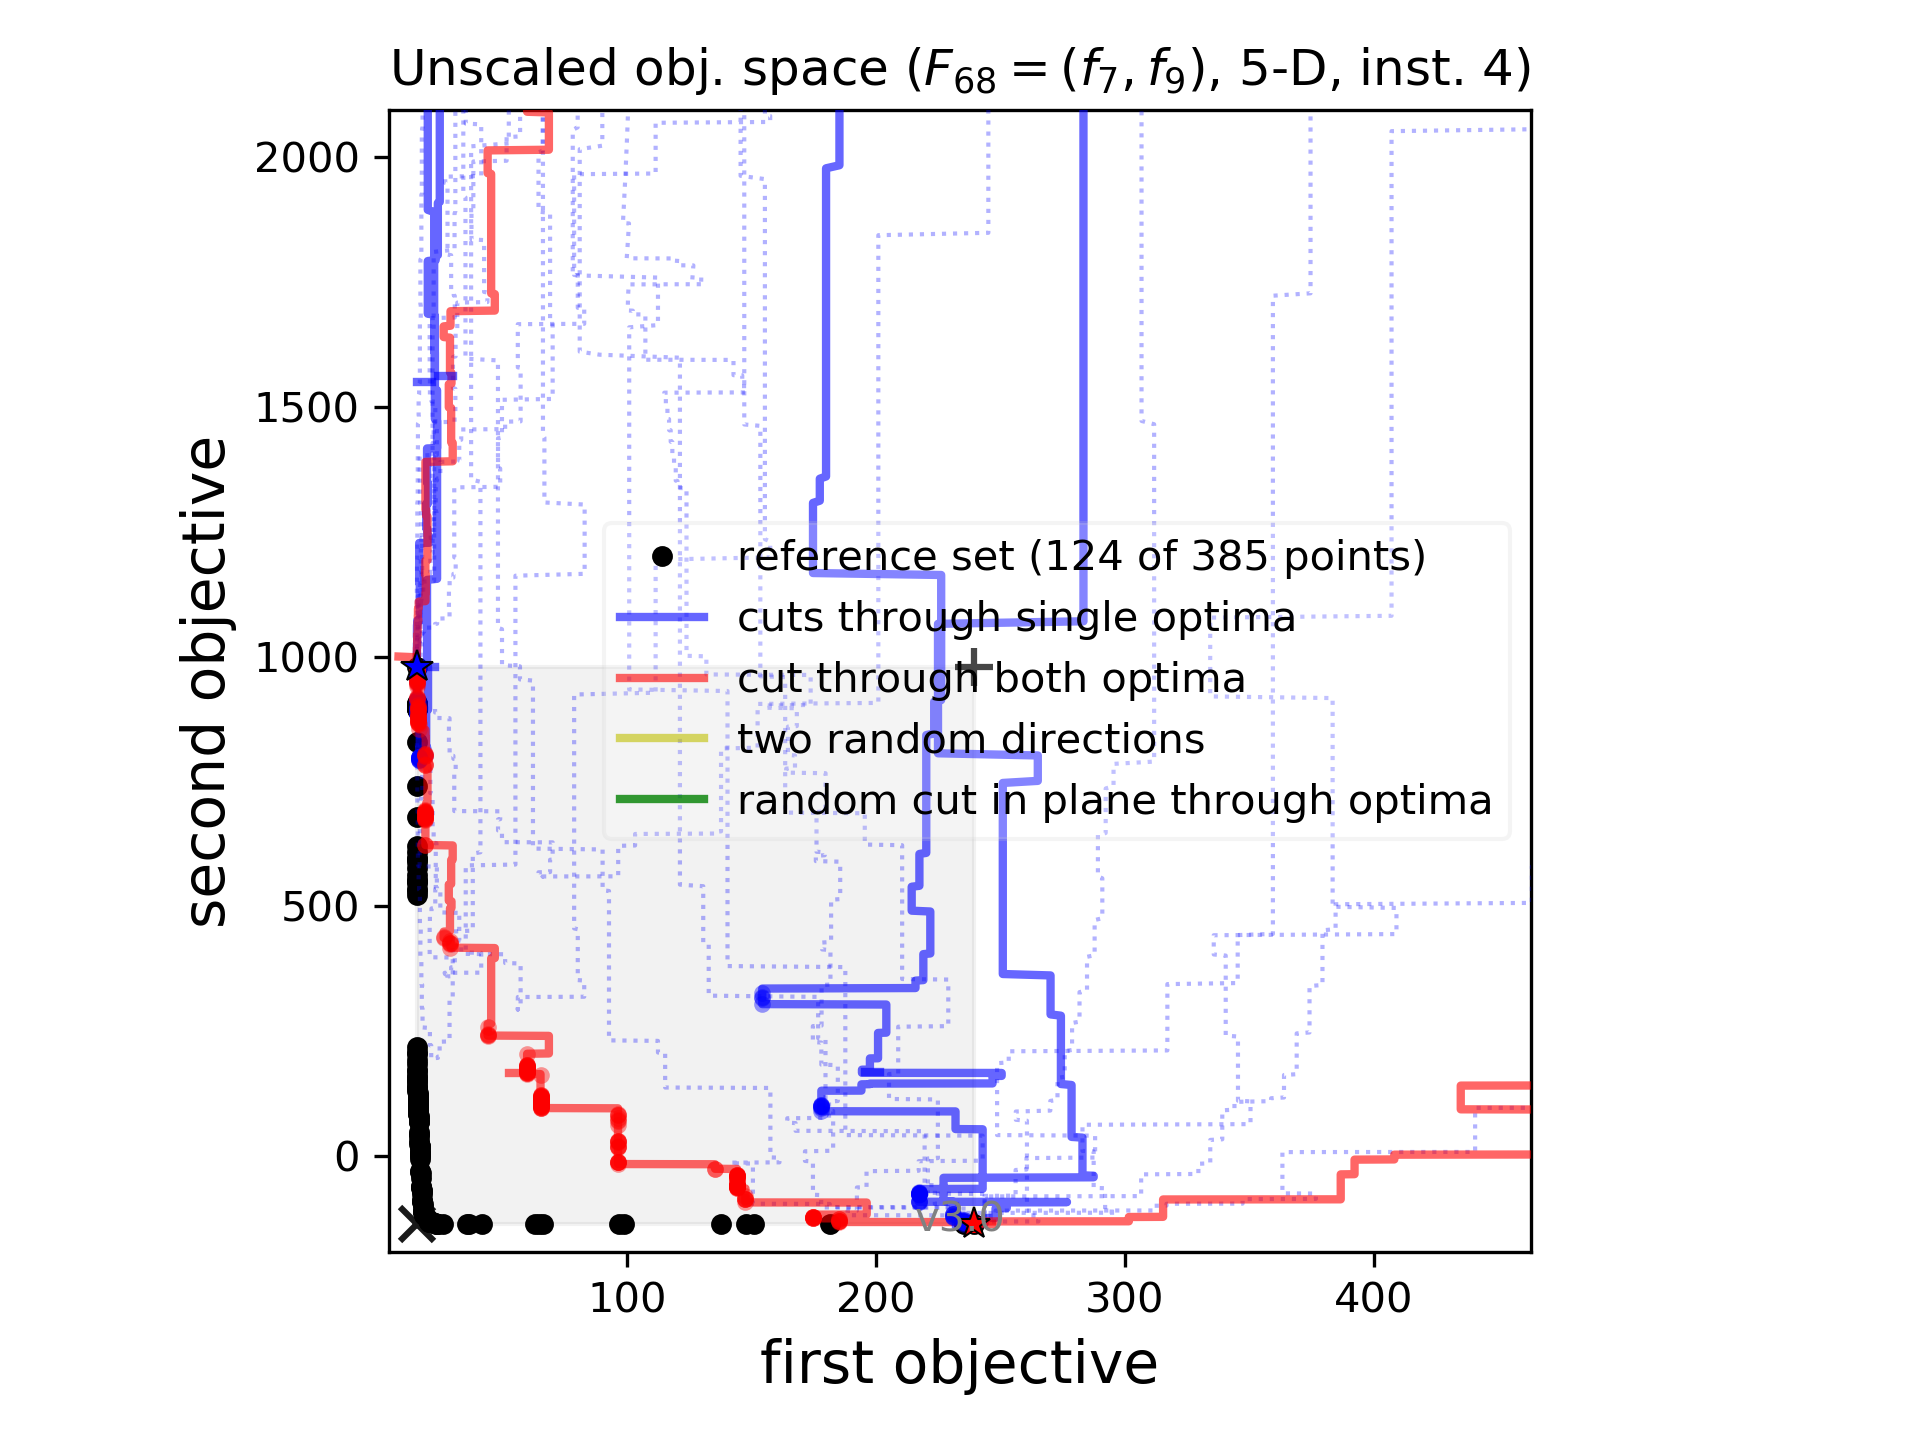 Unscaled obj. space (F₆₈ = (f₇, f₉), 5-D, inst. 4)
second objective
2000
1500
1000
500
0
reference set (124 of 385 points)
cuts through single optima
cut through both optima
two random directions
random cut in plane through optima
v3.0
100 200 300 400
first objective